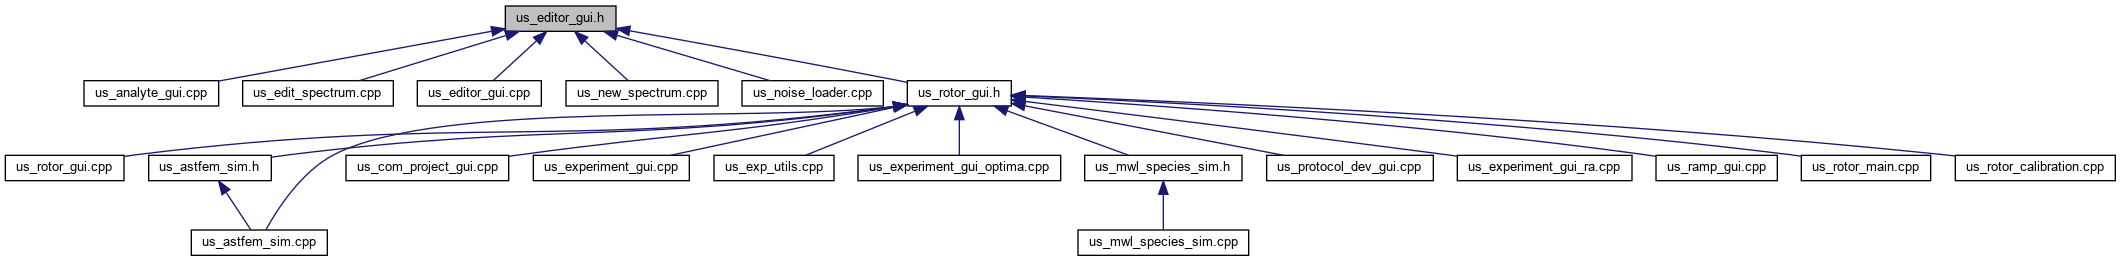 us_editor_gui.h
us_analyte_gui.cpp
us_edit_spectrum.cpp
us_editor_gui.cpp
us_new_spectrum.cpp
us_noise_loader.cpp
us_rotor_gui.h
us_rotor_gui.cpp
us_astfem_sim.h
us_com_project_gui.cpp
us_experiment_gui.cpp
us_exp_utils.cpp
us_experiment_gui_optima.cpp
us_mwl_species_sim.h
us_protocol_dev_gui.cpp
us_experiment_gui_ra.cpp
us_ramp_gui.cpp
us_rotor_main.cpp
us_rotor_calibration.cpp
us_astfem_sim.cpp
us_mwl_species_sim.cpp